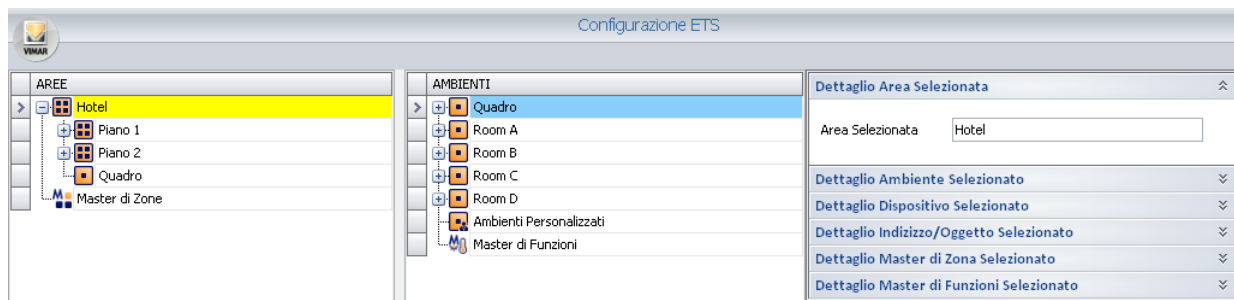 Configurazione ETS
VIMAR
AREE
Hotel
Piano 1
Piano 2
Quadro
Master di Zone
AMBIENTI
Quadro
Room A
Room B
Room C
Room D
Ambienti Personalizzati
Master di Funzioni
Dettaglio Area Selezionata
Area Selezionata Hotel
Dettaglio Ambiente Selezionato
Dettaglio Dispositivo Selezionato
Dettaglio Indizizzo/Oggetto Selezionato
Dettaglio Master di Zona Selezionato
Dettaglio Master di Funzioni Selezionato